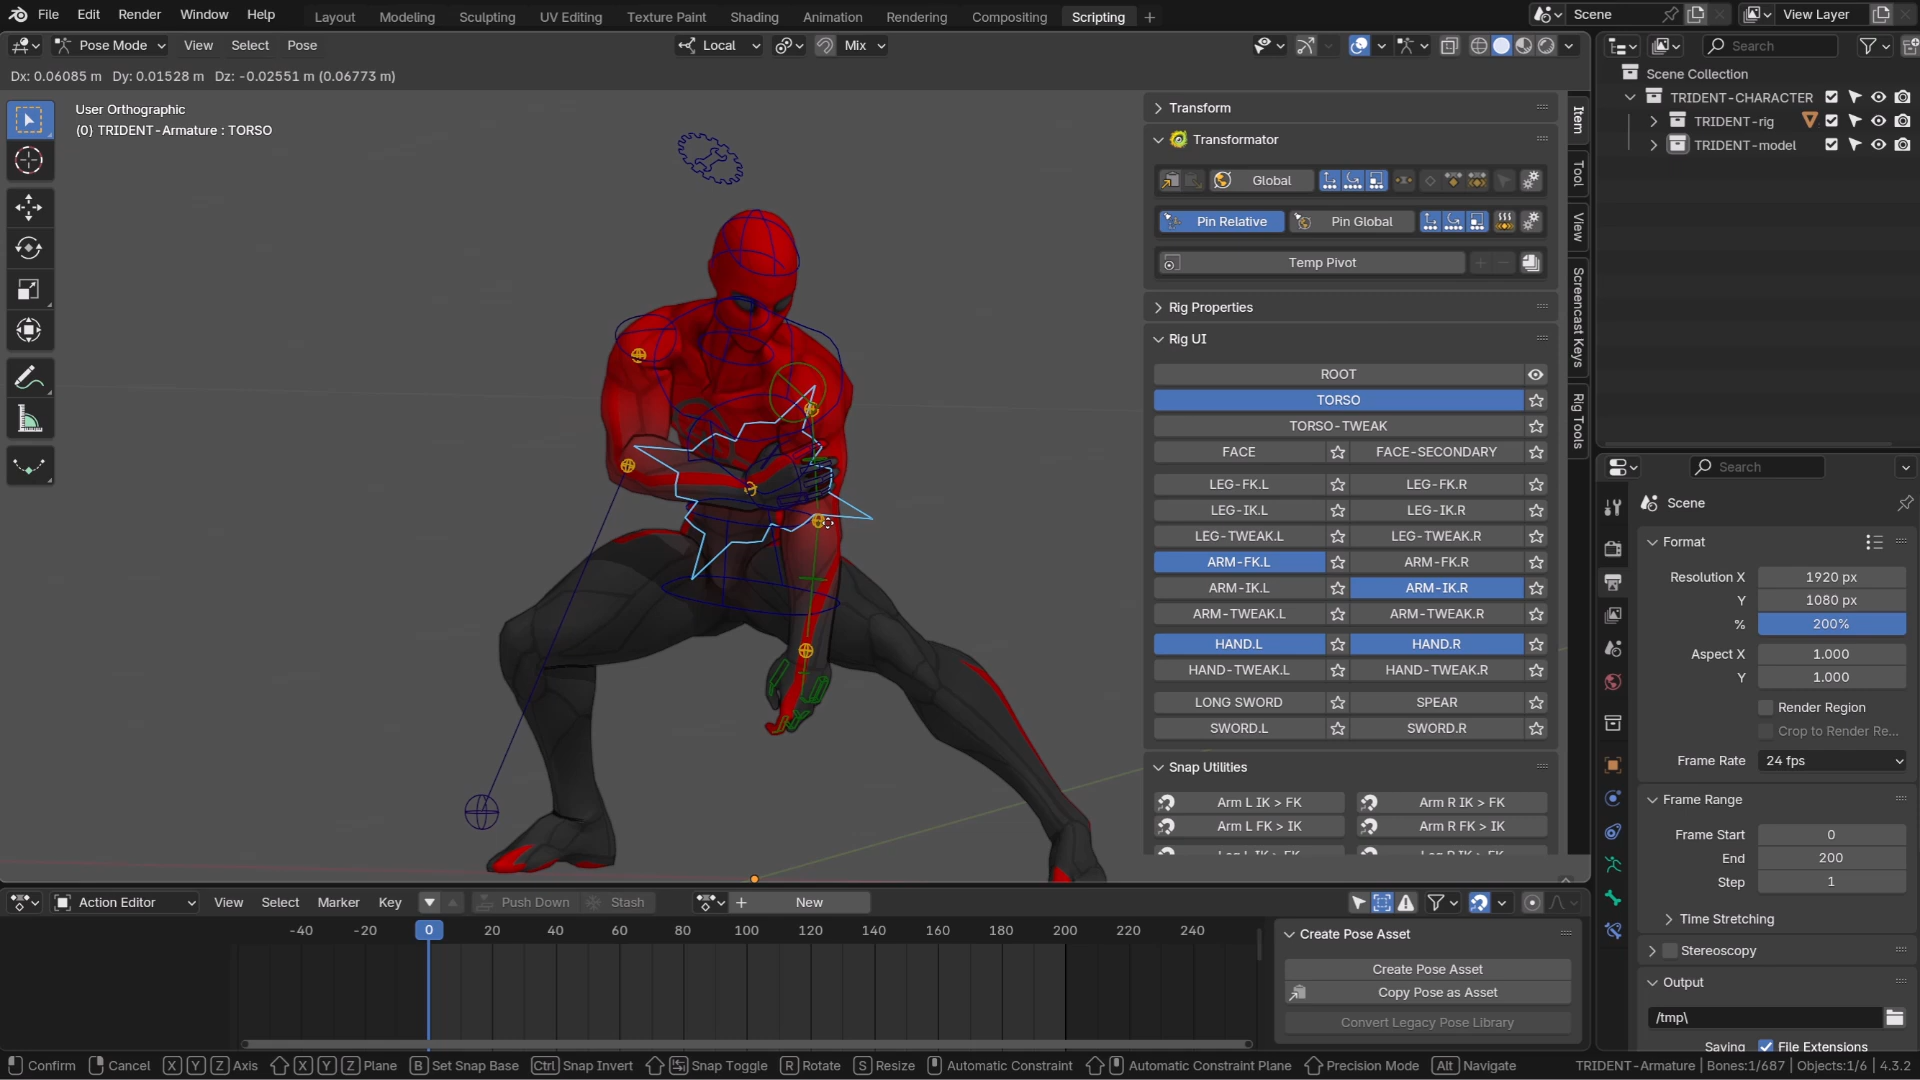 File Edit Render Window Help Layout Modeling Sculpting UV Editing Texture Paint Shading Animation Rendering Compositing Scripting + Scene View Layer
Pose Mode View Select Pose Local Mix Search
Dx: 0.06085 m Dy: 0.01528 m Dz: -0.02551 m (0.06773 m)
User Orthographic
(0) TRIDENT-Armature : TORSO
Transform
Transformator
Global
Pin Relative Pin Global
Temp Pivot
Rig Properties
Rig UI
ROOT
TORSO
TORSO-TWEAK
FACE FACE-SECONDARY
LEG-FK.L LEG-FK.R
LEG-IK.L LEG-IK.R
LEG-TWEAK.L LEG-TWEAK.R
ARM-FK.L ARM-FK.R
ARM-IK.L ARM-IK.R
ARM-TWEAK.L ARM-TWEAK.R
HAND.L HAND.R
HAND-TWEAK.L HAND-TWEAK.R
LONG SWORD SPEAR
SWORD.L SWORD.R
Snap Utilities
Arm L IK > FK Arm R IK > FK
Arm L FK > IK Arm R FK > IK
Item
Tool
View
Screencast Keys
Rig Tools
Scene Collection
TRIDENT-CHARACTER
TRIDENT-rig
TRIDENT-model
Search
Scene
Format
Resolution X 1920 px
Y 1080 px
% 200%
Aspect X 1.000
Y 1.000
Render Region
Crop to Render Re...
Frame Rate 24 fps
Frame Range
Frame Start 0
End 200
Step 1
Time Stretching
Stereoscopy
Output
/tmp\
Saving File Extensions
Action Editor View Select Marker Key Push Down Stash New
-40 -20 0 20 40 60 80 100 120 140 160 180 200 220 240
Create Pose Asset
Create Pose Asset
Copy Pose as Asset
Convert Legacy Pose Library
Confirm Cancel X Y Z Axis X Y Z Plane B Set Snap Base Ctrl Snap Invert Snap Toggle R Rotate S Resize Automatic Constraint Automatic Constraint Plane Precision Mode Alt Navigate TRIDENT-Armature | Bones:1/687 | Objects:1/6 | 4.3.2